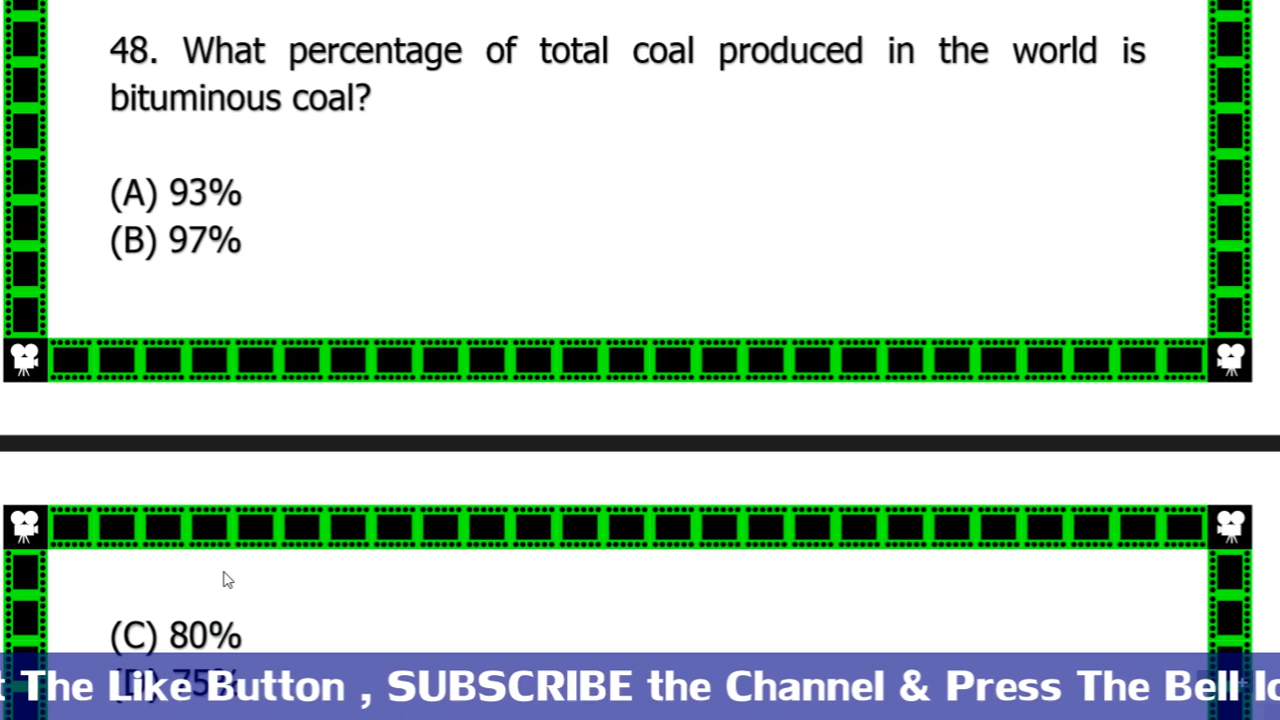 48. What percentage of total coal produced in the world is
bituminous coal?
(A) 93%
(B) 97%
(C) 80%
(D) 75%
The Like Button , SUBSCRIBE the Channel & Press The Bell